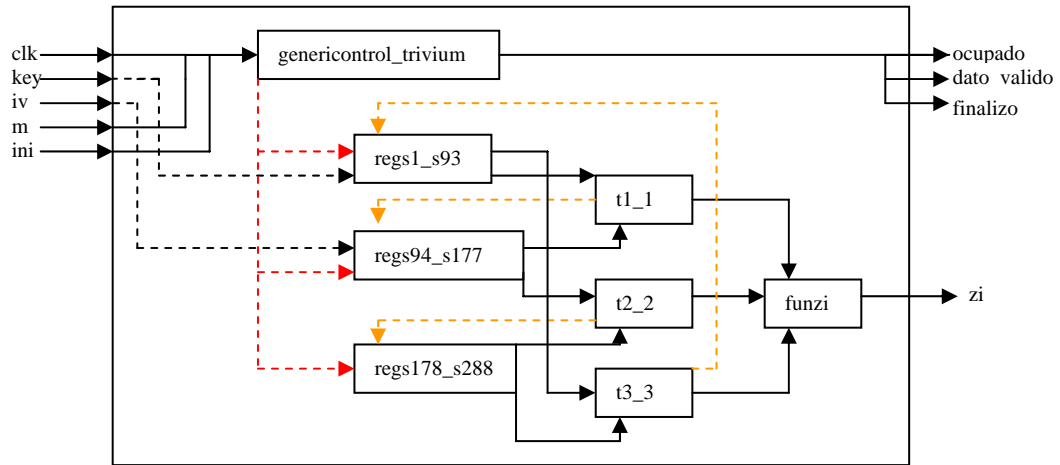 clk
key
iv
m
ini
genericontrol_trivium
ocupado
dato valido
finalizo
regs1_s93
t1_1
regs94_s177
t2_2
funzi
zi
regs178_s288
t3_3